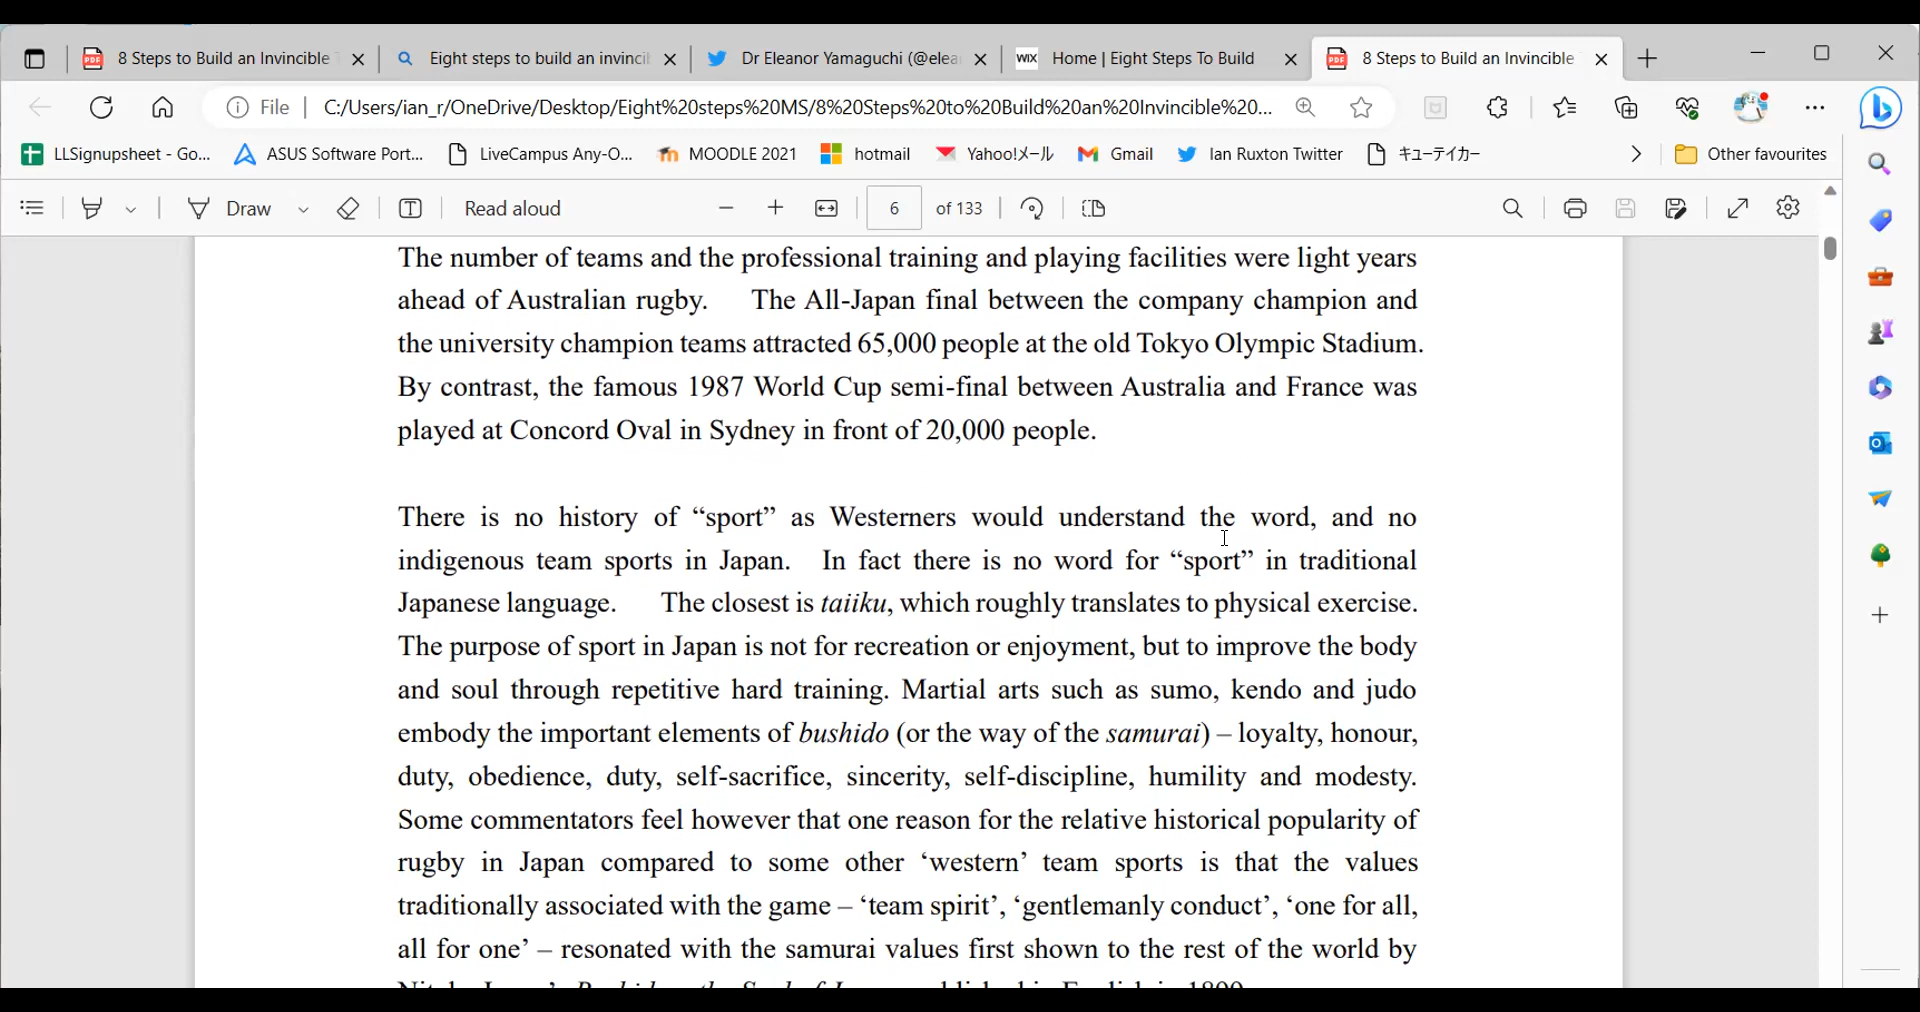 8 Steps to Build an Invincible
Eight steps to build an invinci
Dr Eleanor Yamaguchi (@elea
WIX Home | Eight Steps To Build
8 Steps to Build an Invincible
File C:/Users/ian_r/OneDrive/Desktop/Eight%20steps%20MS/8%20Steps%20to%20Build%20an%20Invincible%20...
LLSignupsheet - Go... ASUS Software Port... LiveCampus Any-O... MOODLE 2021 hotmail Yahoo!メール Gmail Ian Ruxton Twitter キューテイカー Other favourites
Draw Read aloud 6 of 133
The number of teams and the professional training and playing facilities were light years
ahead of Australian rugby. The All-Japan final between the company champion and
the university champion teams attracted 65,000 people at the old Tokyo Olympic Stadium.
By contrast, the famous 1987 World Cup semi-final between Australia and France was
played at Concord Oval in Sydney in front of 20,000 people.
There is no history of “sport” as Westerners would understand the word, and no
indigenous team sports in Japan. In fact there is no word for “sport” in traditional
Japanese language. The closest is taiiku, which roughly translates to physical exercise.
The purpose of sport in Japan is not for recreation or enjoyment, but to improve the body
and soul through repetitive hard training. Martial arts such as sumo, kendo and judo
embody the important elements of bushido (or the way of the samurai) – loyalty, honour,
duty, obedience, duty, self-sacrifice, sincerity, self-discipline, humility and modesty.
Some commentators feel however that one reason for the relative historical popularity of
rugby in Japan compared to some other ‘western’ team sports is that the values
traditionally associated with the game – ‘team spirit’, ‘gentlemanly conduct’, ‘one for all,
all for one’ – resonated with the samurai values first shown to the rest of the world by